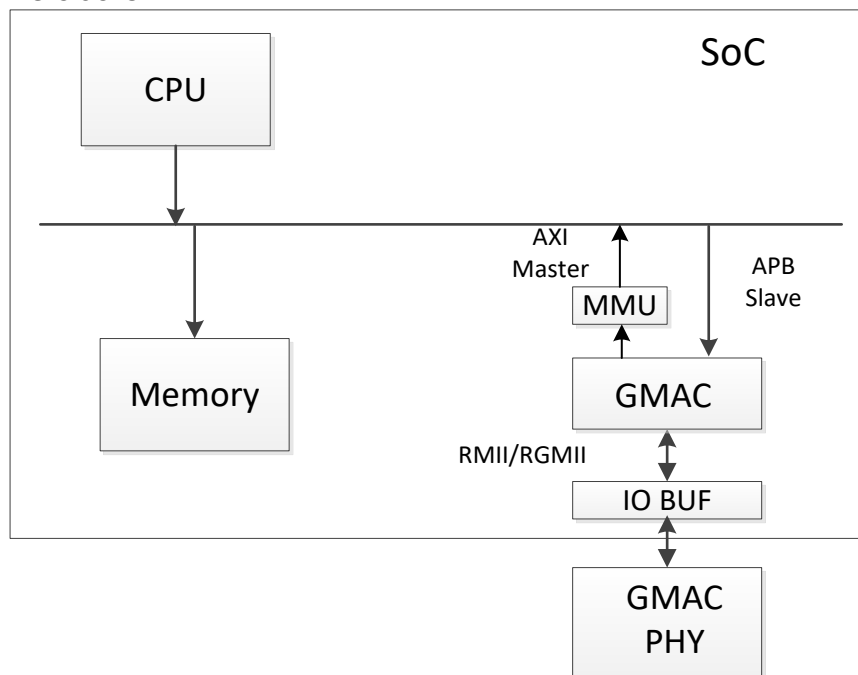 SoC
CPU
AXI
Master
APB
Slave
MMU
Memory
GMAC
RMII/RGMII
IO BUF
GMAC
PHY